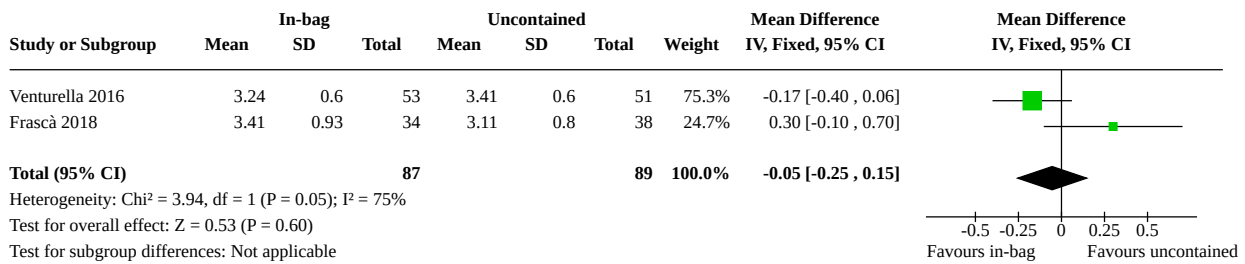 In-bag Uncontained Mean Difference Mean Difference
Study or Subgroup Mean SD Total Mean SD Total Weight IV, Fixed, 95% CI IV, Fixed, 95% CI
Venturella 2016 3.24 0.6 53 3.41 0.6 51 75.3% -0.17 [-0.40 , 0.06]
Frascà 2018 3.41 0.93 34 3.11 0.8 38 24.7% 0.30 [-0.10 , 0.70]
Total (95% CI) 87 89 100.0% -0.05 [-0.25 , 0.15]
Heterogeneity: Chi² = 3.94, df = 1 (P = 0.05); I² = 75%
Test for overall effect: Z = 0.53 (P = 0.60)
-0.5 -0.25 0 0.25 0.5
Test for subgroup differences: Not applicable
Favours in-bag Favours uncontained